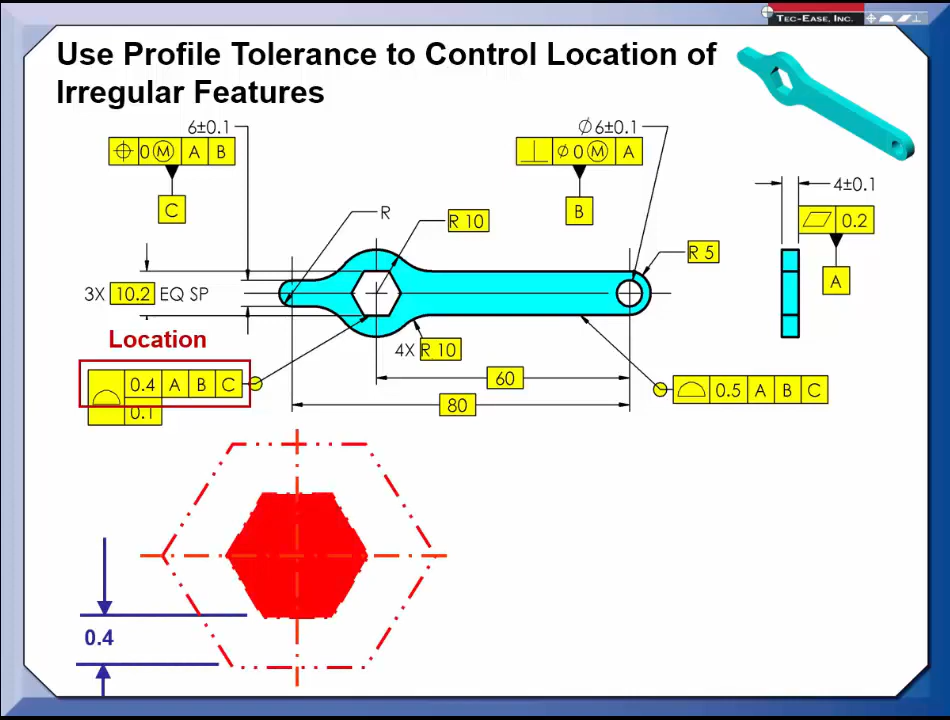 TEC-EASE, INC.
Use Profile Tolerance to Control Location of
Irregular Features
6±0.1
⌖ 0 Ⓜ A B
C
∅6±0.1
⟂ ∅ 0 Ⓜ A
B
4±0.1
⏥ 0.2
A
R
R 10
R 5
3X 10.2 EQ SP
Location
4X R 10
⌓ 0.4 A B C
0.1
60
80
⌓ 0.5 A B C
0.4